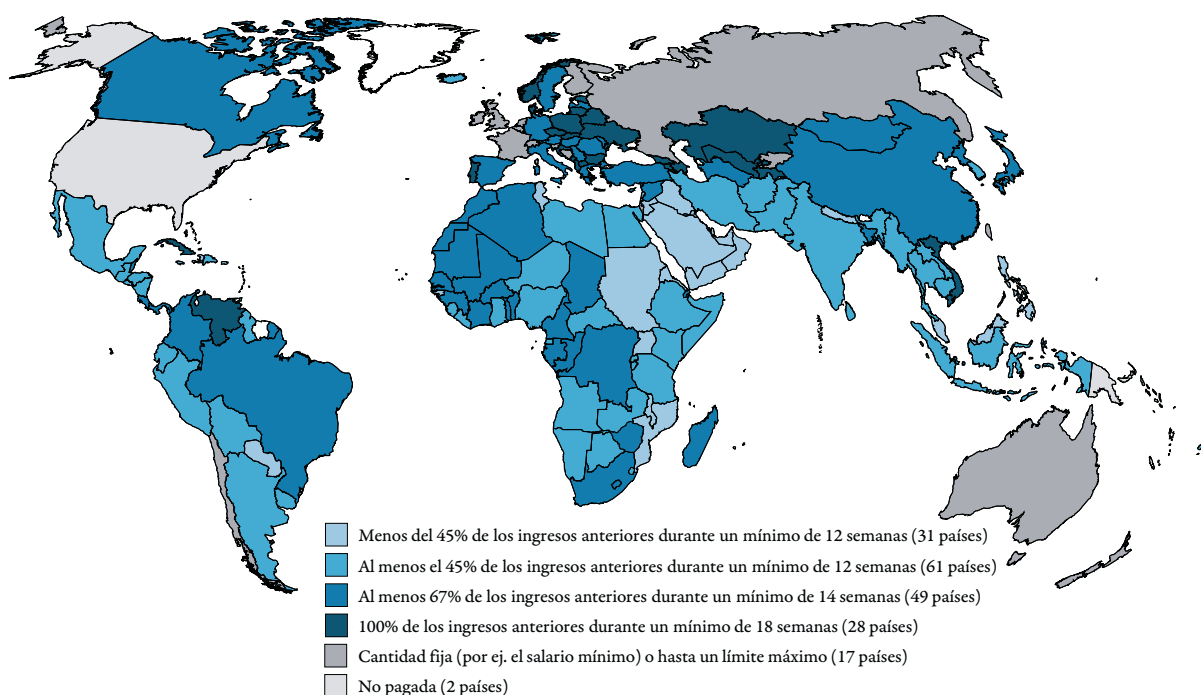 Menos del 45% de los ingresos anteriores durante un mínimo de 12 semanas (31 países)
Al menos el 45% de los ingresos anteriores durante un mínimo de 12 semanas (61 países)
Al menos 67% de los ingresos anteriores durante un mínimo de 14 semanas (49 países)
100% de los ingresos anteriores durante un mínimo de 18 semanas (28 países)
Cantidad fija (por ej. el salario mínimo) o hasta un límite máximo (17 países)
No pagada (2 países)